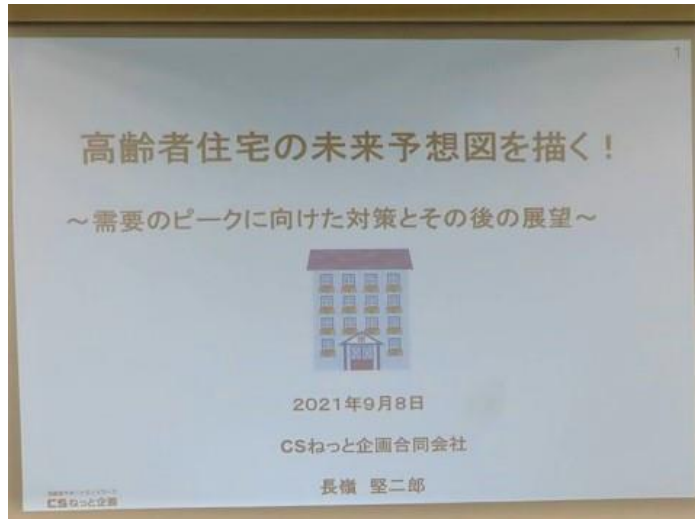 1
高齢者住宅の未来予想図を描く！
～需要のピークに向けた対策とその後の展望～
2021年9月8日
CSねっと企画合同会社
長嶺　堅二郎
CSねっと企画